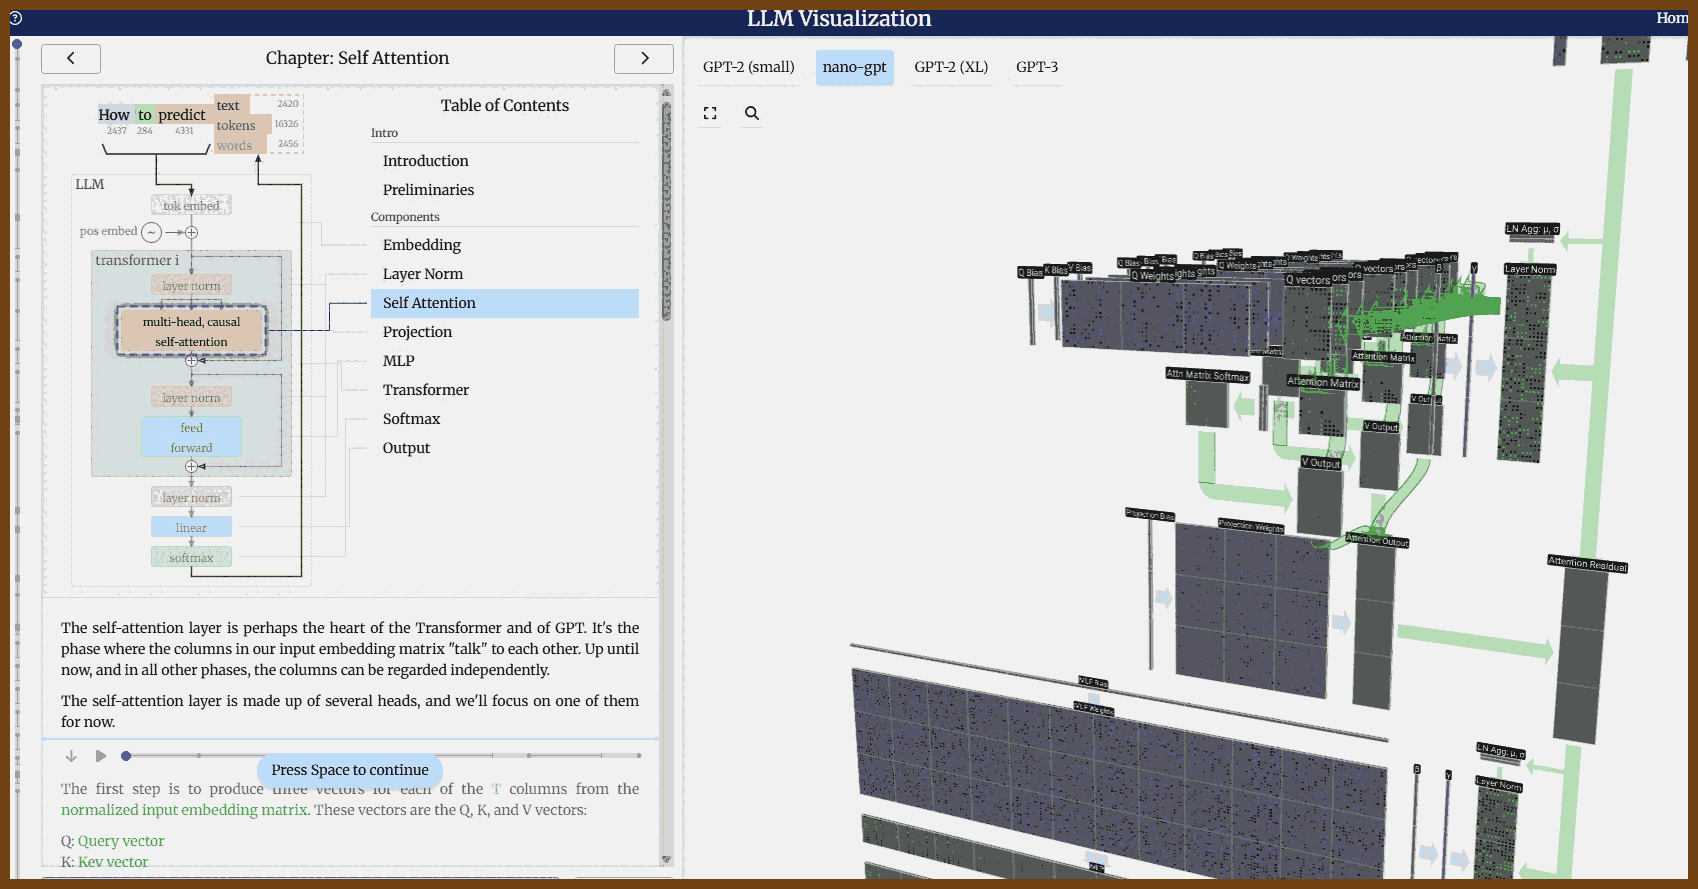 LLM Visualization
Hom
Chapter: Self Attention
How to predict
2437 284 4331
text 2420
tokens 16326
words 2456
LLM
tok embed
pos embed
transformer i
layer norm
multi-head, causal
self-attention
layer norm
feed
forward
layer norm
linear
softmax
Table of Contents
Intro
Introduction
Preliminaries
Components
Embedding
Layer Norm
Self Attention
Projection
MLP
Transformer
Softmax
Output
The self-attention layer is perhaps the heart of the Transformer and of GPT. It's the
phase where the columns in our input embedding matrix "talk" to each other. Up until
now, and in all other phases, the columns can be regarded independently.
The self-attention layer is made up of several heads, and we'll focus on one of them
for now.
Press Space to continue
The first step is to produce three vectors for each of the T columns from the
normalized input embedding matrix. These vectors are the Q, K, and V vectors:
Q: Query vector
K: Key vector
GPT-2 (small) nano-gpt GPT-2 (XL) GPT-3
LN Agg: μ, σ
Layer Norm
Q Bias K Bias V Bias
Q Weights
Q vectors
Attention Matrix
Attention Matrix
Attn Matrix Softmax
Attention Matrix
V Output
V Output
V Output
Projection Bias
Projection Weights
Attention Output
Attention Residual
MLP Bias
MLP Weights
LN Agg: μ, σ
β γ
Layer Norm